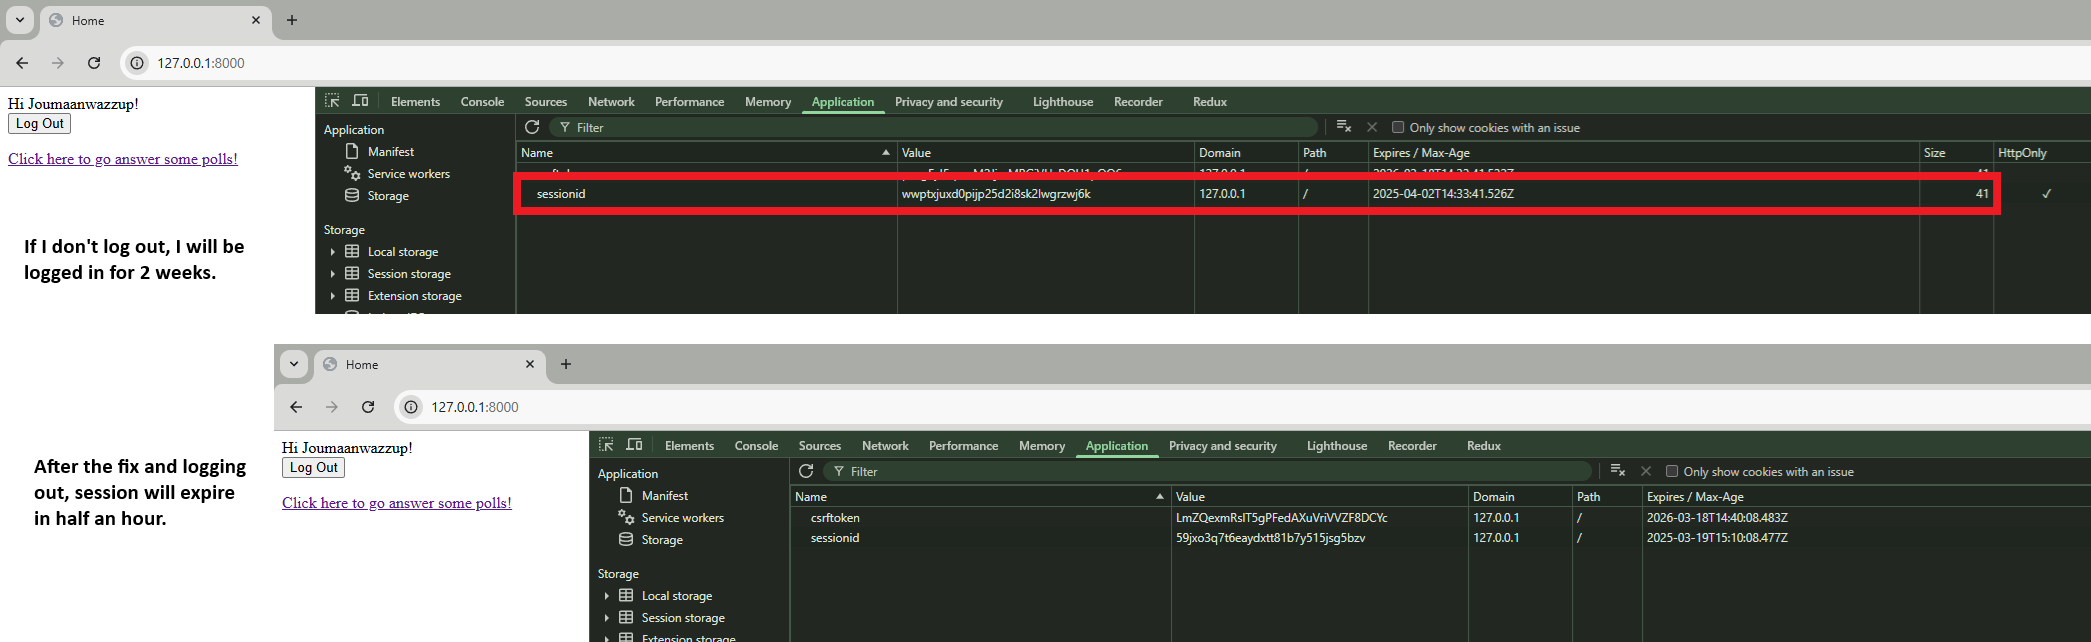 Home
127.0.0.1:8000
Hi Joumaanwazzup!
Log Out
Click here to go answer some polls!
If I don't log out, I will be
logged in for 2 weeks.
Elements Console Sources Network Performance Memory Application Privacy and security Lighthouse Recorder Redux
Application
Manifest
Service workers
Storage
Storage
Local storage
Session storage
Extension storage
Filter
Only show cookies with an issue
Name Value Domain Path Expires / Max-Age Size HttpOnly
sessionid wwptxjuxd0pijp25d2i8sk2lwgrzwj6k 127.0.0.1 / 2025-04-02T14:33:41.526Z 41 ✓
Home
127.0.0.1:8000
Hi Joumaanwazzup!
Log Out
Click here to go answer some polls!
After the fix and logging
out, session will expire
in half an hour.
Elements Console Sources Network Performance Memory Application Privacy and security Lighthouse Recorder Redux
Application
Manifest
Service workers
Storage
Storage
Local storage
Session storage
Extension storage
Filter
Only show cookies with an issue
Name Value Domain Path Expires / Max-Age
csrftoken LmZQexmRslT5gPFedAXuVriVVZF8DCYc 127.0.0.1 / 2026-03-18T14:40:08.483Z
sessionid 59jxo3q7t6eaydxtt81b7y515jsg5bzv 127.0.0.1 / 2025-03-19T15:10:08.477Z